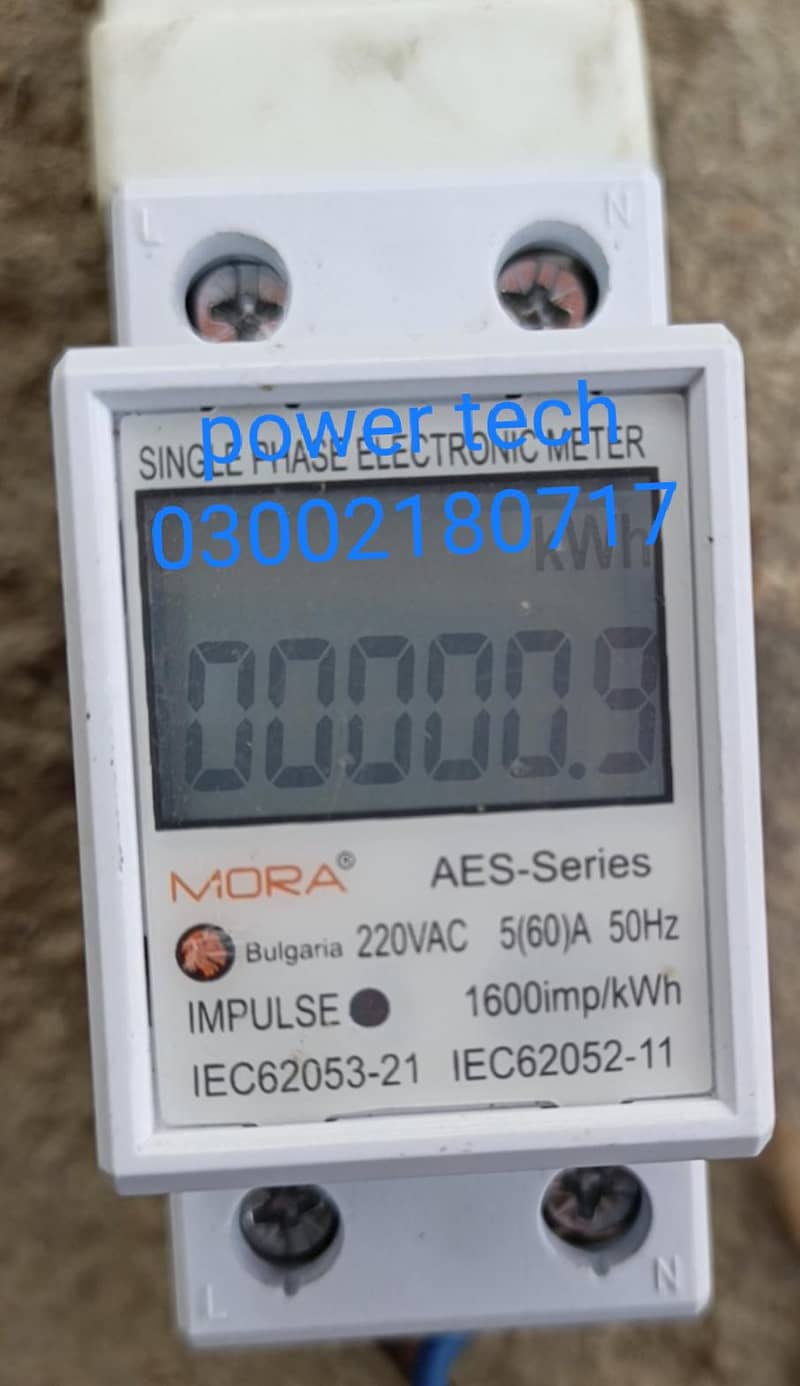 L N
power tech
SINGLE PHASE ELECTRONIC METER
03002180717
kWh
00000.9
MORA® AES-Series
Bulgaria 220VAC 5(60)A 50Hz
IMPULSE 1600imp/kWh
IEC62053-21 IEC62052-11
L N